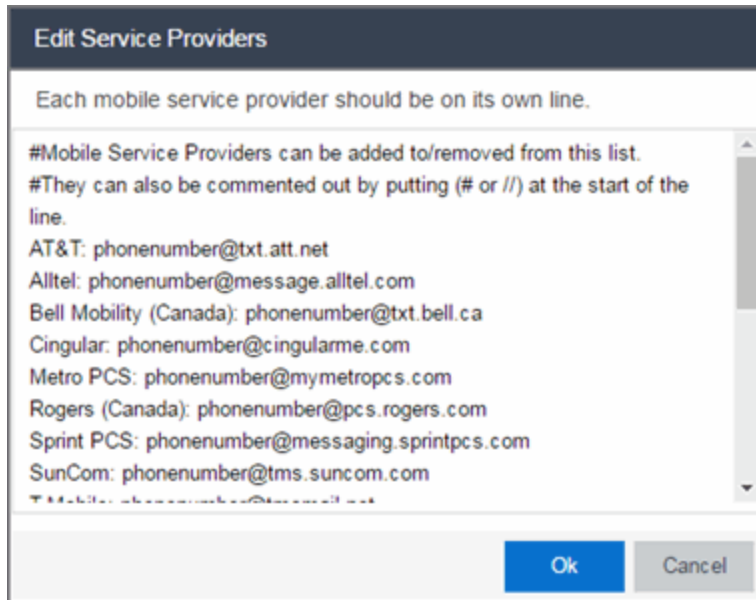 Edit Service Providers
Each mobile service provider should be on its own line.
#Mobile Service Providers can be added to/removed from this list.
#They can also be commented out by putting (# or //) at the start of the
line.
AT&T: phonenumber@txt.att.net
Alltel: phonenumber@message.alltel.com
Bell Mobility (Canada): phonenumber@txt.bell.ca
Cingular: phonenumber@cingularme.com
Metro PCS: phonenumber@mymetropcs.com
Rogers (Canada): phonenumber@pcs.rogers.com
Sprint PCS: phonenumber@messaging.sprintpcs.com
SunCom: phonenumber@tms.suncom.com
Ok
Cancel